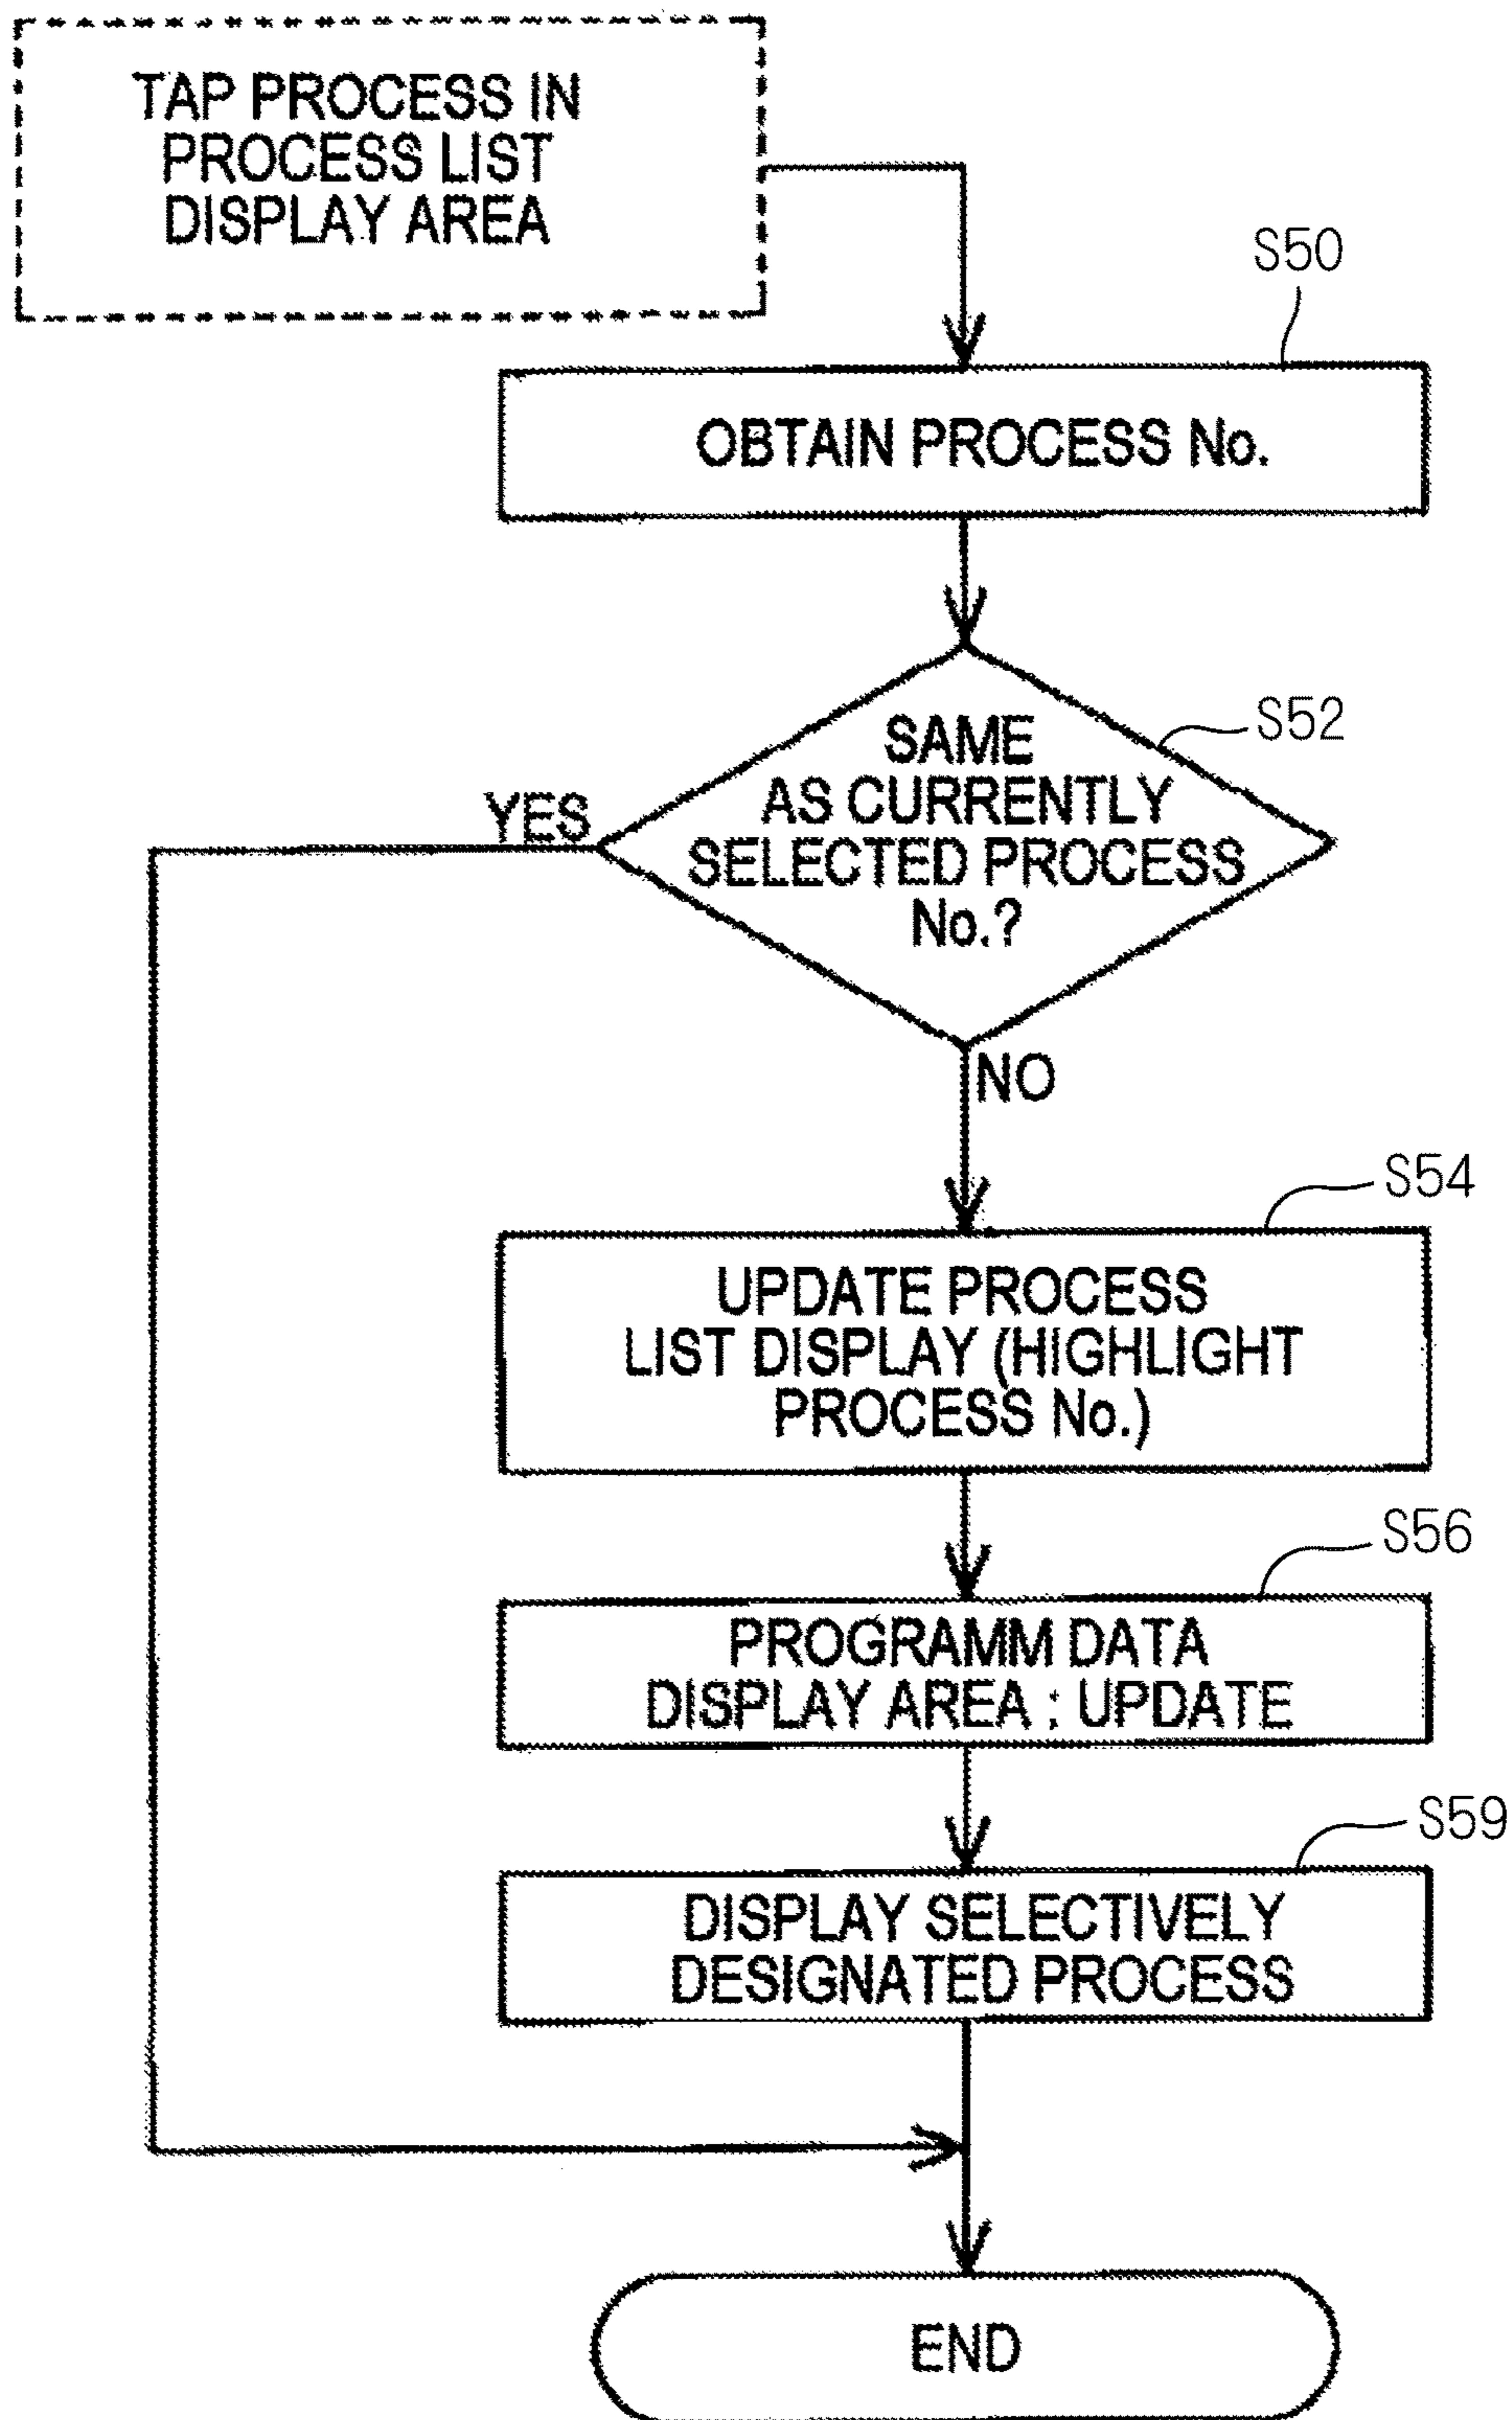 TAP PROCESS IN
PROCESS LIST
DISPLAY AREA
S50
OBTAIN PROCESS No.
S52
SAME
AS CURRENTLY
SELECTED PROCESS
No.?
YES
NO
S54
UPDATE PROCESS
LIST DISPLAY (HIGHLIGHT
PROCESS No.)
S56
PROGRAMM DATA
DISPLAY AREA : UPDATE
S59
DISPLAY SELECTIVELY
DESIGNATED PROCESS
END